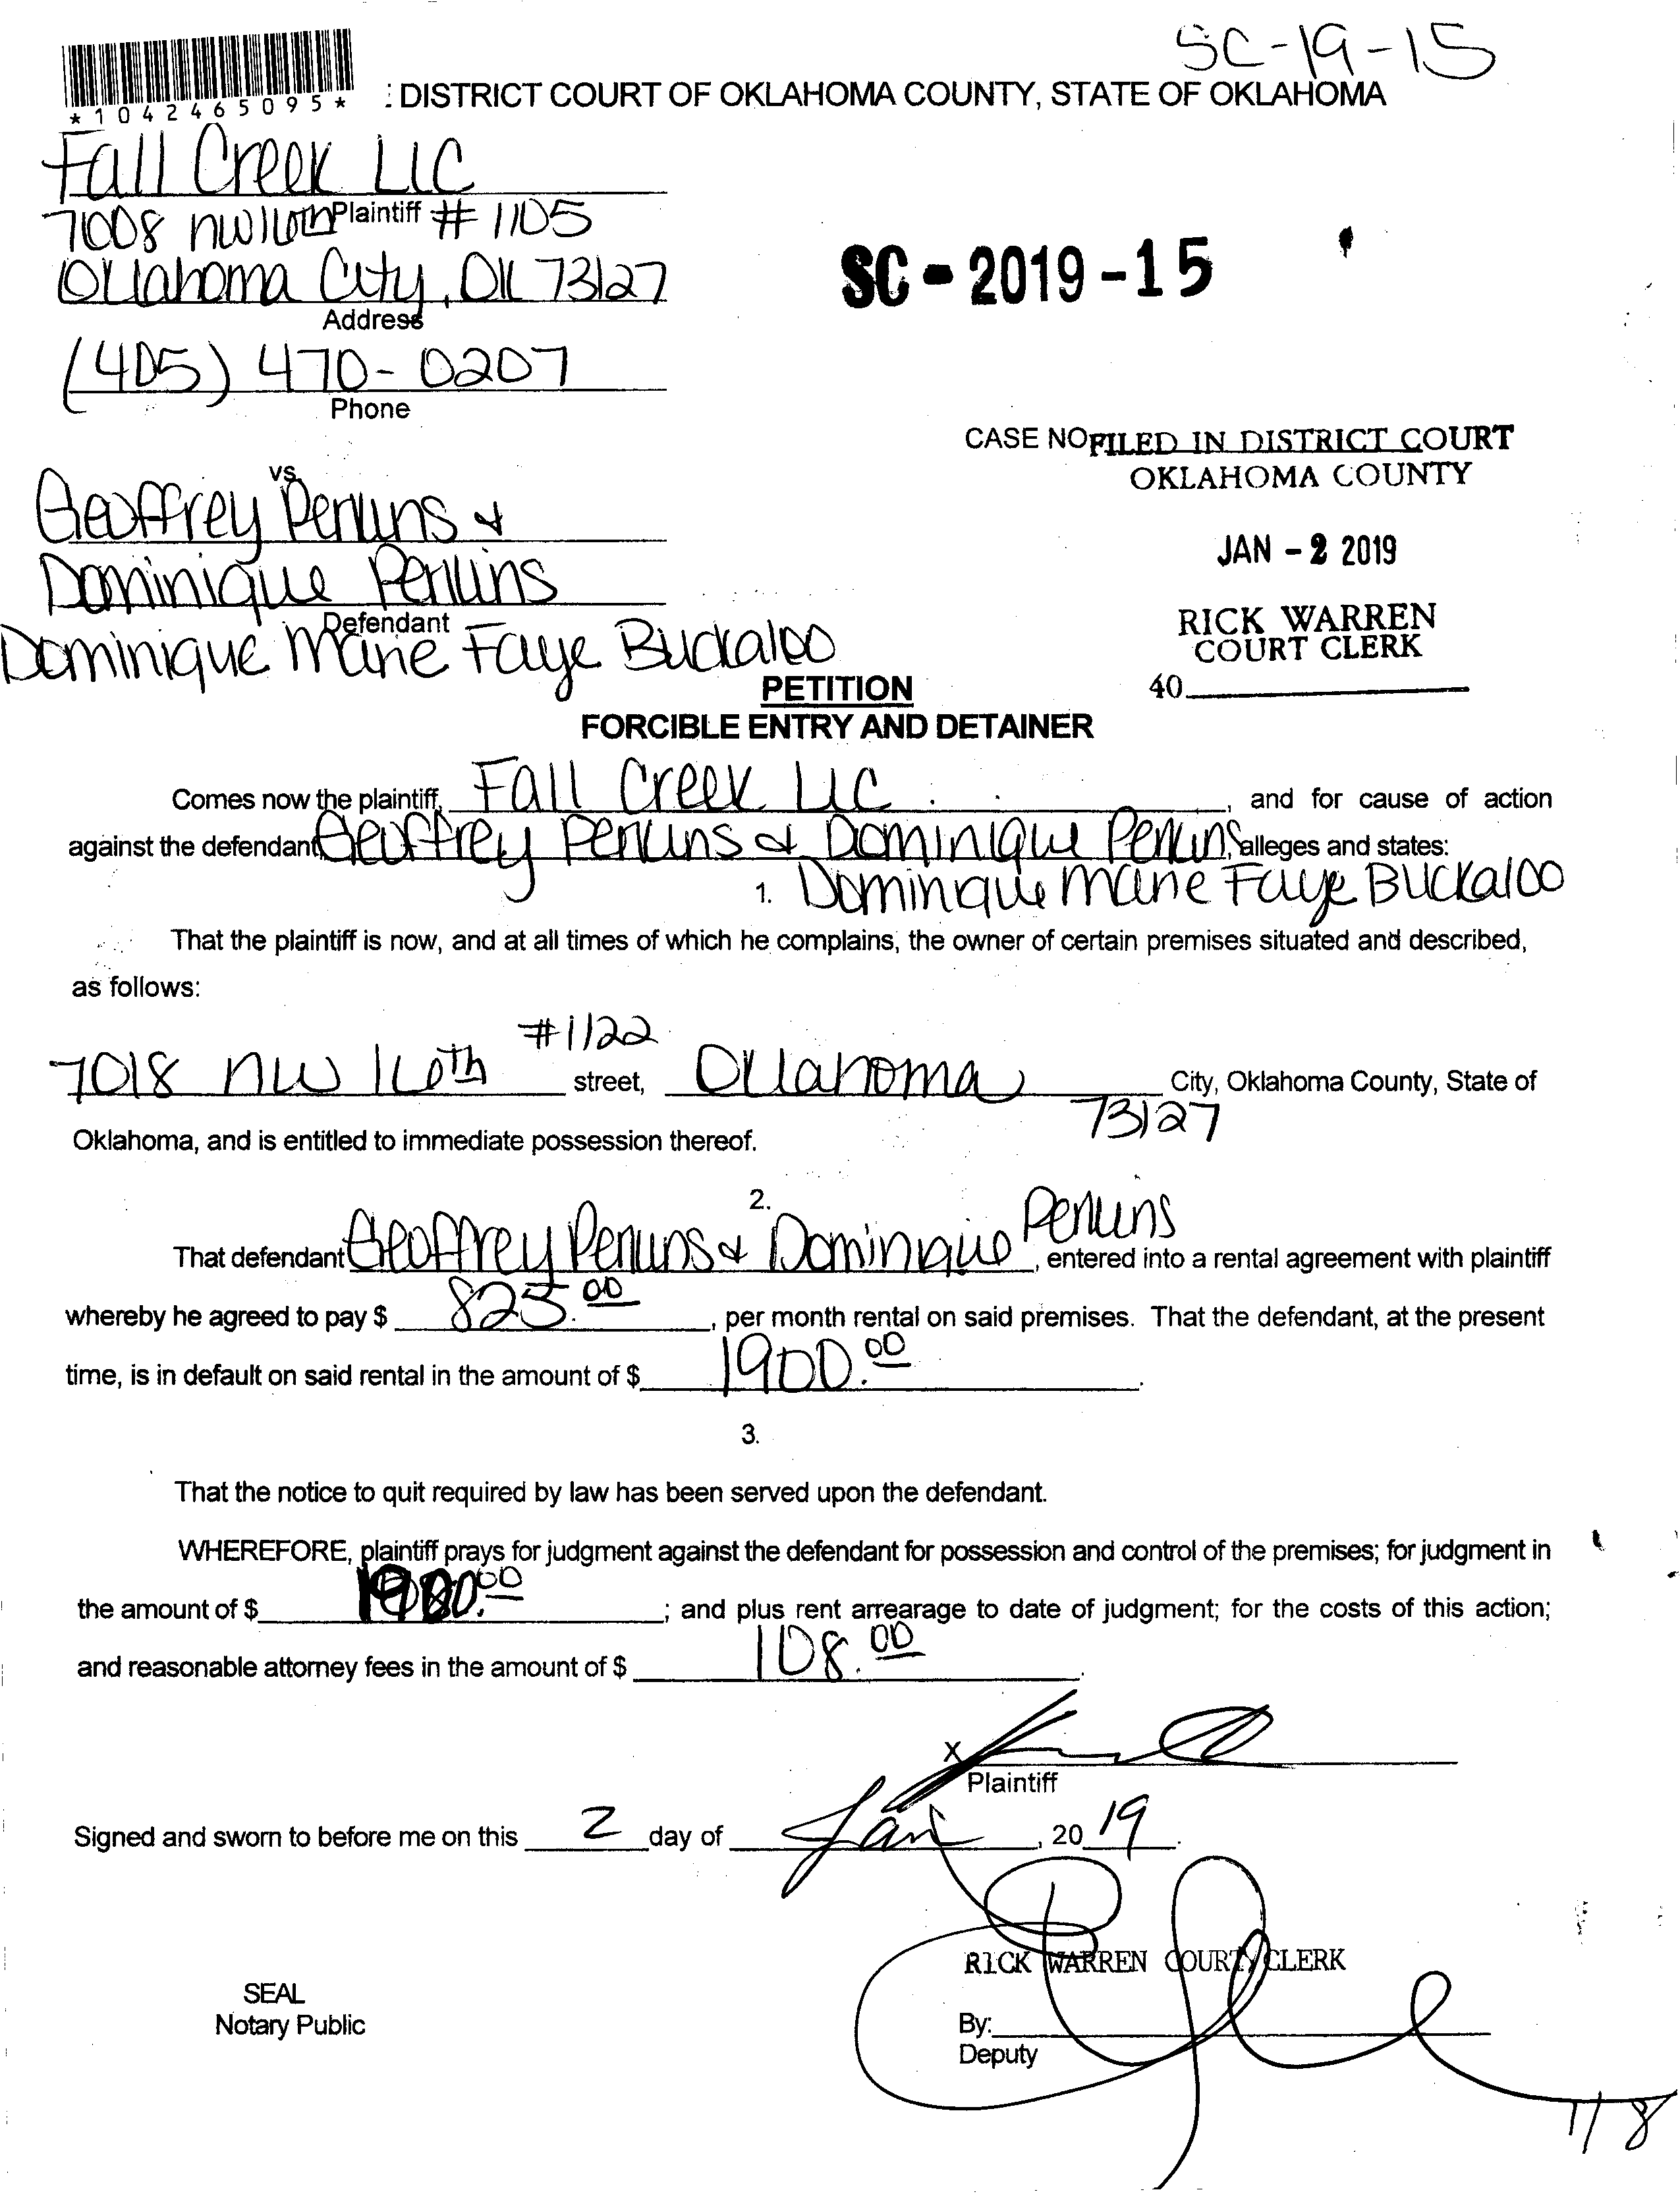 SC-19-15
*1042465095*
: DISTRICT COURT OF OKLAHOMA COUNTY, STATE OF OKLAHOMA
Fall Creek LLC
Plaintiff
7008 NW 16th #1105
Oklahoma City, OK 73127
Address
SC-2019-15
(405) 470-0207
Phone
CASE NO
FILED IN DISTRICT COURT
OKLAHOMA COUNTY
vs.
Geoffrey Perkins &
JAN - 2 2019
Dominique Perkins
Defendant
Dominique Marie Faye Buckaloo
RICK WARREN
COURT CLERK
40
PETITION
FORCIBLE ENTRY AND DETAINER
Comes now the plaintiff, Fall Creek LLC, and for cause of action
against the defendant Geoffrey Perkins & Dominique Perkins alleges and states:
1. Dominique Marie Faye Buckaloo
That the plaintiff is now, and at all times of which he complains, the owner of certain premises situated and described,
as follows:
#1122
7018 NW 16th street, Oklahoma City, Oklahoma County, State of
73127
Oklahoma, and is entitled to immediate possession thereof.
2.
That defendant Geoffrey Perkins & Dominique Perkins, entered into a rental agreement with plaintiff
whereby he agreed to pay $ 825.00, per month rental on said premises. That the defendant, at the present
time, is in default on said rental in the amount of $ 1900.00.
3.
That the notice to quit required by law has been served upon the defendant.
WHEREFORE, plaintiff prays for judgment against the defendant for possession and control of the premises; for judgment in
the amount of $ 1900.00; and plus rent arrearage to date of judgment; for the costs of this action;
and reasonable attorney fees in the amount of $ 108.00.
X
Plaintiff
Signed and sworn to before me on this 2 day of Jan, 2019.
RICK WARREN COURT CLERK
SEAL
Notary Public
By:
Deputy
1/8